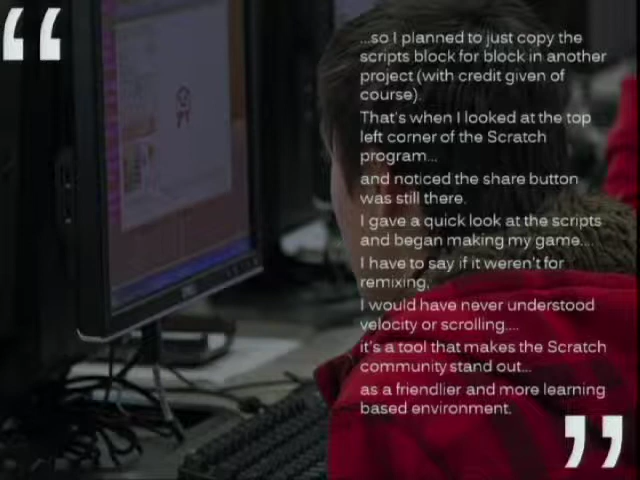 “
...so I planned to just copy the
scripts block for block in another
project (with credit given of
course).
That's when I looked at the top
left corner of the Scratch
program...
and noticed the share button
was still there.
I gave a quick look at the scripts
and began making my game....
I have to say if it weren't for
remixing,
I would have never understood
velocity or scrolling....
it's a tool that makes the Scratch
community stand out...
as a friendlier and more learning
based environment.
”